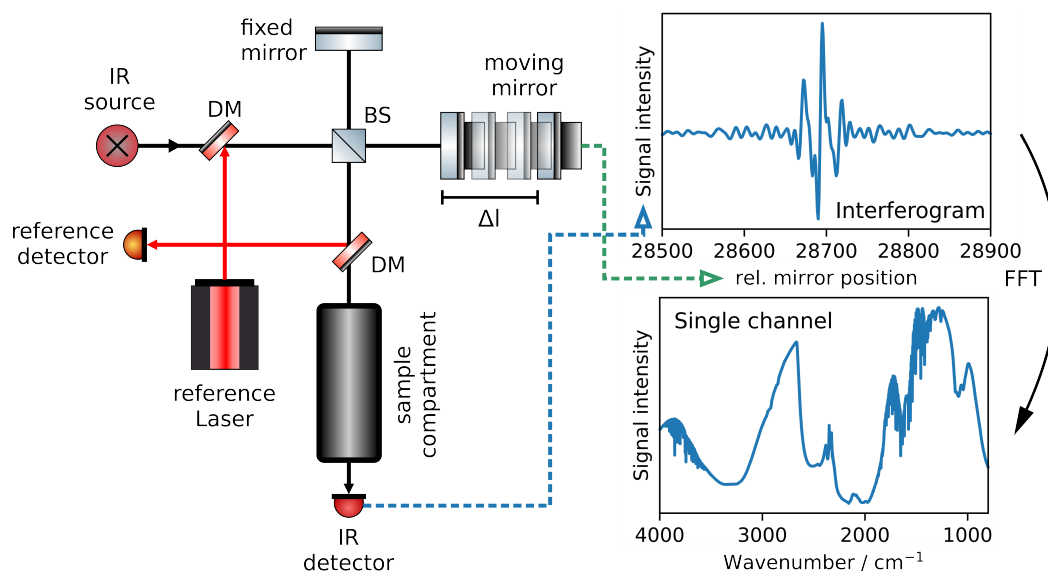 fixed
mirror
IR
source
DM
BS
moving
mirror
Δl
reference
detector
DM
reference
Laser
sample
compartment
IR
detector
Signal intensity
Interferogram
28500 28600 28700 28800 28900
rel. mirror position
FFT
Single channel
Signal intensity
4000 3000 2000 1000
Wavenumber / cm⁻¹